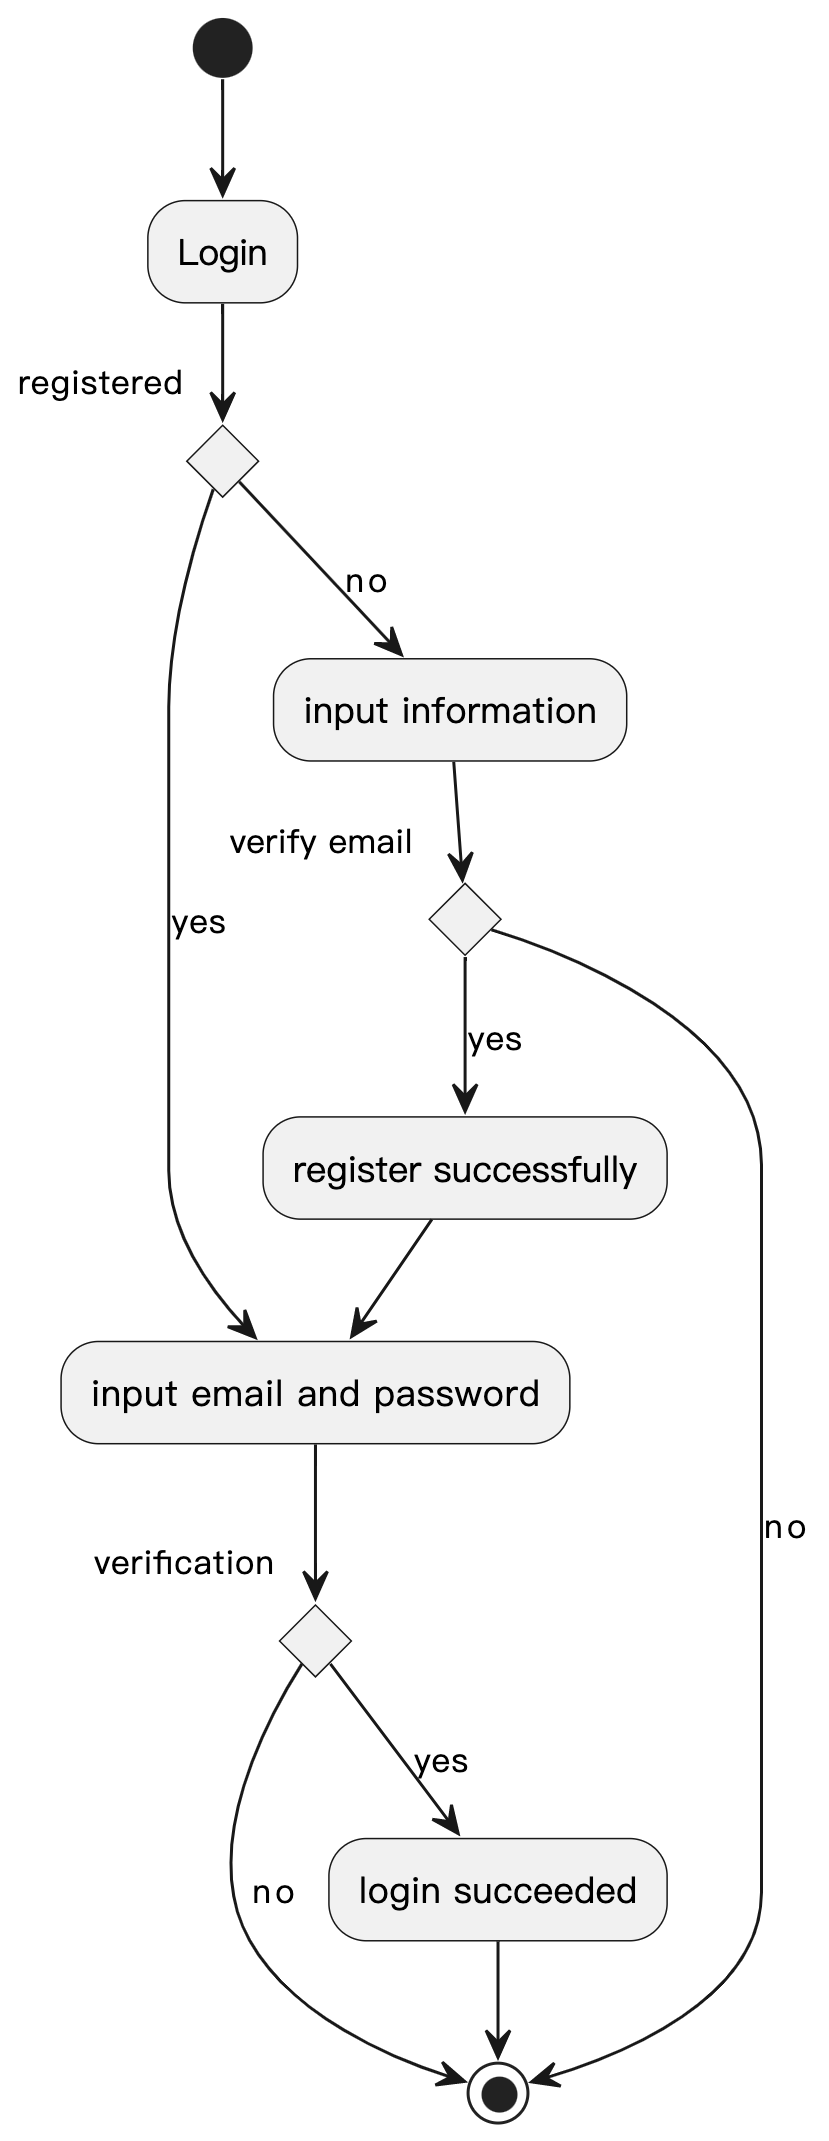 Login
registered
no
input information
verify email
yes
yes
register successfully
input email and password
no
verification
yes
login succeeded
no